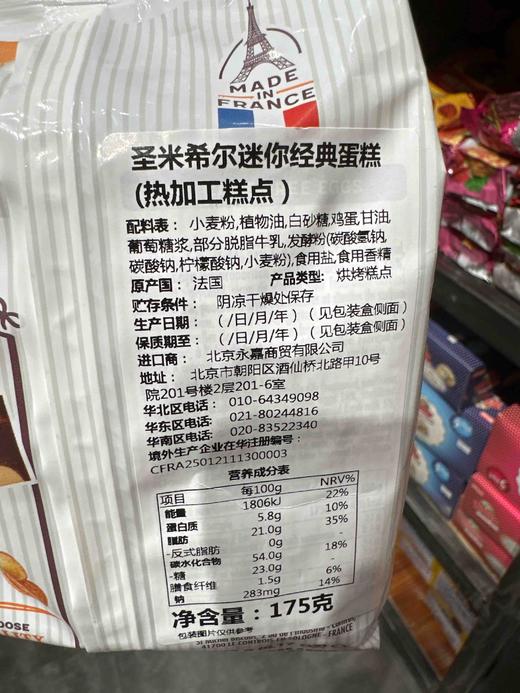 MADE
IN
FRANCE
圣米希尔迷你经典蛋糕
(热加工糕点)
配料表: 小麦粉,植物油,白砂糖,鸡蛋,甘油,
葡萄糖浆,部分脱脂牛乳,发酵粉(碳酸氢钠,
碳酸钠,柠檬酸钠,小麦粉),食用盐,食用香精
原产国: 法国 产品类型: 烘烤糕点
贮存条件: 阴凉干燥处保存
生产日期: (/日/月/年) (见包装盒侧面)
保质期至: (/日/月/年) (见包装盒侧面)
进口商: 北京永嘉商贸有限公司
地址: 北京市朝阳区酒仙桥北路甲10号
院201号楼2层201-6室
华北区电话: 010-64349098
华东区电话: 021-80244816
华南区电话: 020-83522340
境外生产企业在华注册编号:
CFRA25012111300003
营养成分表
项目 每100g NRV%
能量 1806kJ 22%
蛋白质 5.8g 10%
脂肪 21.0g 35%
-反式脂肪 0g -
碳水化合物 54.0g 18%
-糖 23.0g -
膳食纤维 1.5g 6%
钠 283mg 14%
净含量: 175克
包装图片仅供参考
41700 LE CONTROIS-EN-SOLOGNE - FRANCE